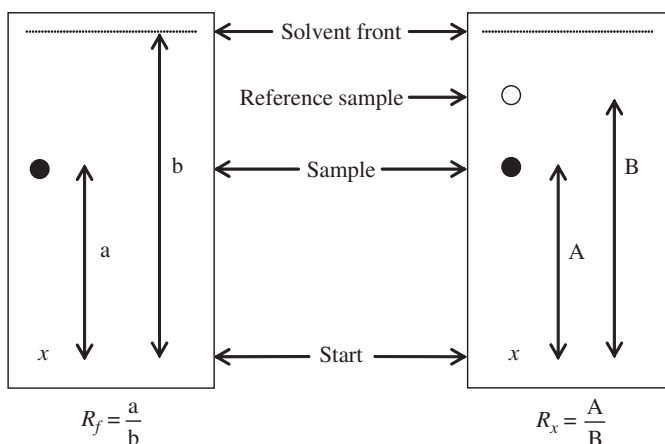 Solvent front
Reference sample
b
Sample
B
a
A
x
Start
x
R_f = a/b
R_x = A/B